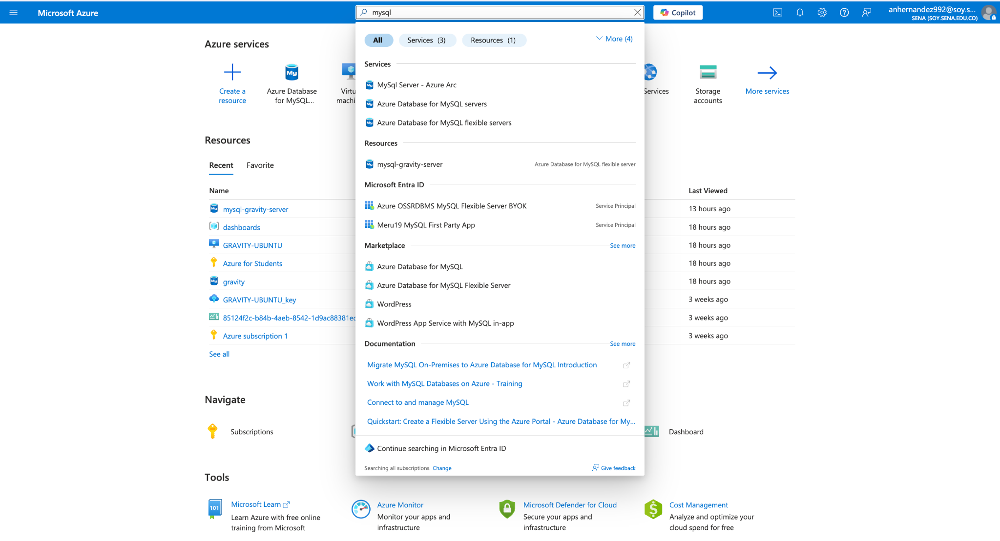 Microsoft Azure
mysql
Copilot
anhernandez992@soy.s...
SENA (SOY.SENA.EDU.CO)
All
Services (3)
Resources (1)
More (4)
Azure services
Create a
resource
Azure Database
for MySQL...
Virtu
machi
Services
Storage
accounts
More services
Services
MySql Server - Azure Arc
Azure Database for MySQL servers
Azure Database for MySQL flexible servers
Resources
mysql-gravity-server
Azure Database for MySQL flexible server
Microsoft Entra ID
Azure OSSRDBMS MySQL Flexible Server BYOK
Service Principal
Meru19 MySQL First Party App
Service Principal
Marketplace
See more
Azure Database for MySQL
Azure Database for MySQL Flexible Server
WordPress
WordPress App Service with MySQL in-app
Documentation
See more
Migrate MySQL On-Premises to Azure Database for MySQL Introduction
Work with MySQL Databases on Azure - Training
Connect to and manage MySQL
Quickstart: Create a Flexible Server Using the Azure Portal - Azure Database for My...
Continue searching in Microsoft Entra ID
Searching all subscriptions. Change
Give feedback
Resources
Recent
Favorite
Name
Last Viewed
mysql-gravity-server
13 hours ago
dashboards
18 hours ago
GRAVITY-UBUNTU
18 hours ago
Azure for Students
18 hours ago
gravity
18 hours ago
GRAVITY-UBUNTU_key
3 weeks ago
85124f2c-b84b-4aeb-8542-1d9ac88381ec
3 weeks ago
Azure subscription 1
3 weeks ago
See all
Navigate
Subscriptions
Dashboard
Tools
101
Microsoft Learn
Learn Azure with free online
training from Microsoft
Azure Monitor
Monitor your apps and
infrastructure
Microsoft Defender for Cloud
Secure your apps and
infrastructure
Cost Management
Analyze and optimize your
cloud spend for free